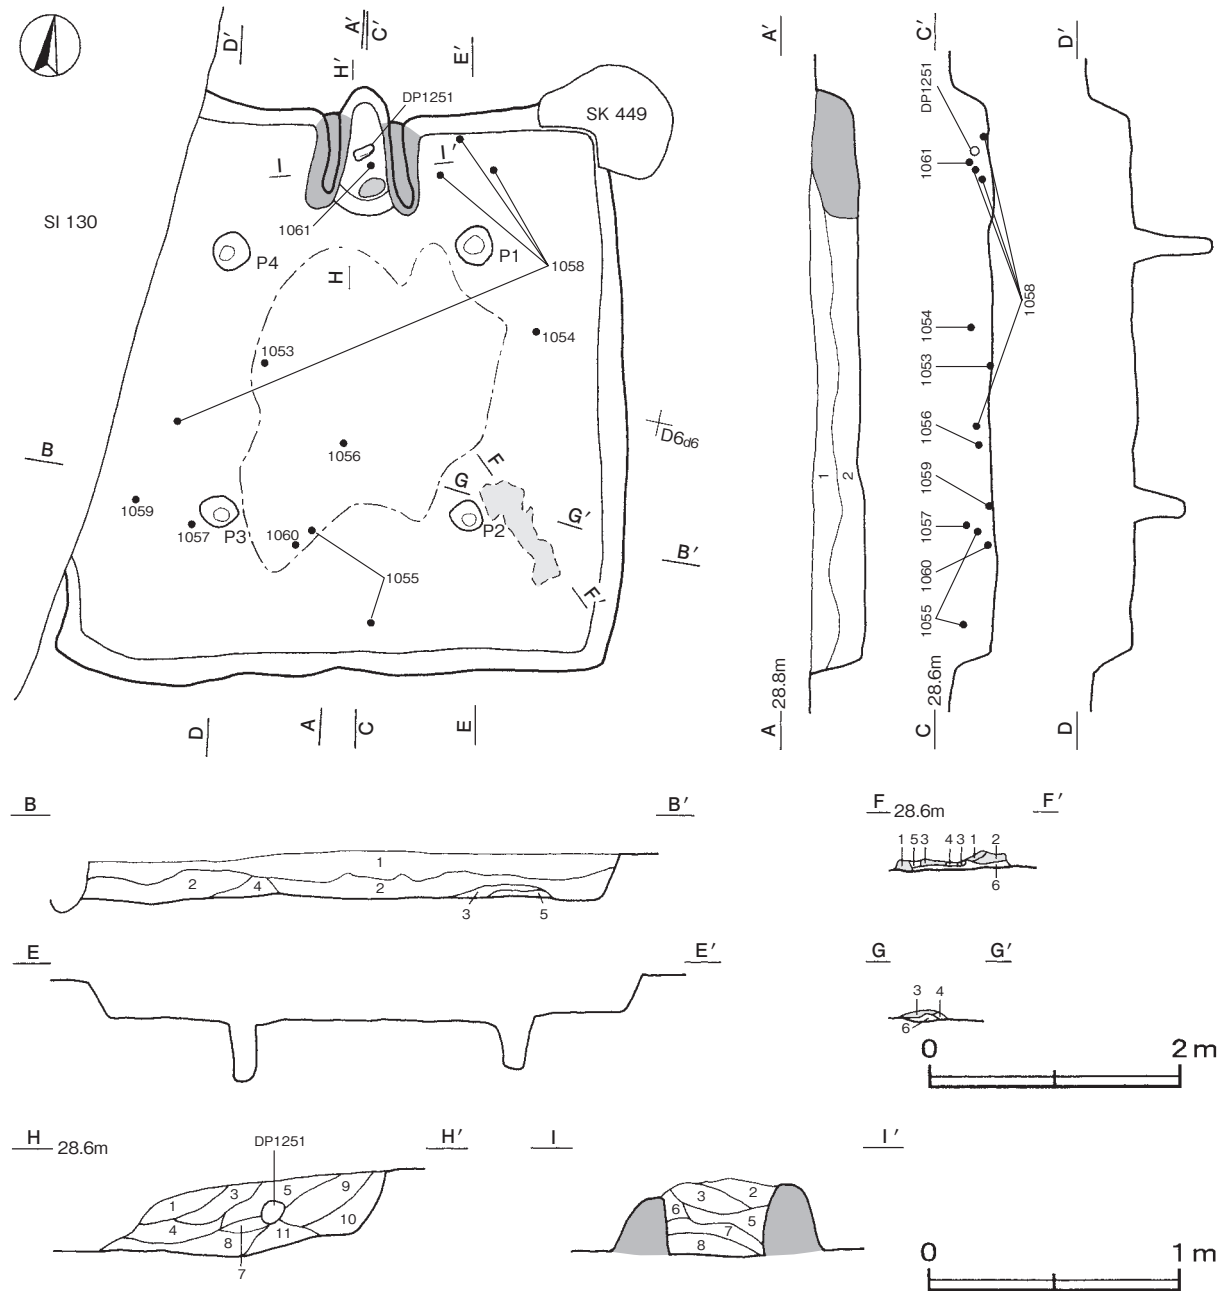 D′
A′
C′
E′
H′
DP1251
SK 449
I
I′
SI 130
1061
P4
P1
H
1058
1053
1054
B
1056
D6d6
F
G
1059
1057
P3
1060
P2
G′
B′
1055
F′
D
A
C
E
A′
1
2
A 28.8m
C′
DP1251
1061
1058
1054
1053
1056
1059
1057
1060
1055
C 28.6m
D′
D
B
B′
1
2
4
2
3
5
F 28.6m
F′
1 5 3 4 3 1 2
6
E
E′
G
G′
3 4
6
0 2 m
H 28.6m
DP1251
H′
1
3
5
9
4
8
11
10
7
I
I′
3
2
6
5
7
8
0 1 m